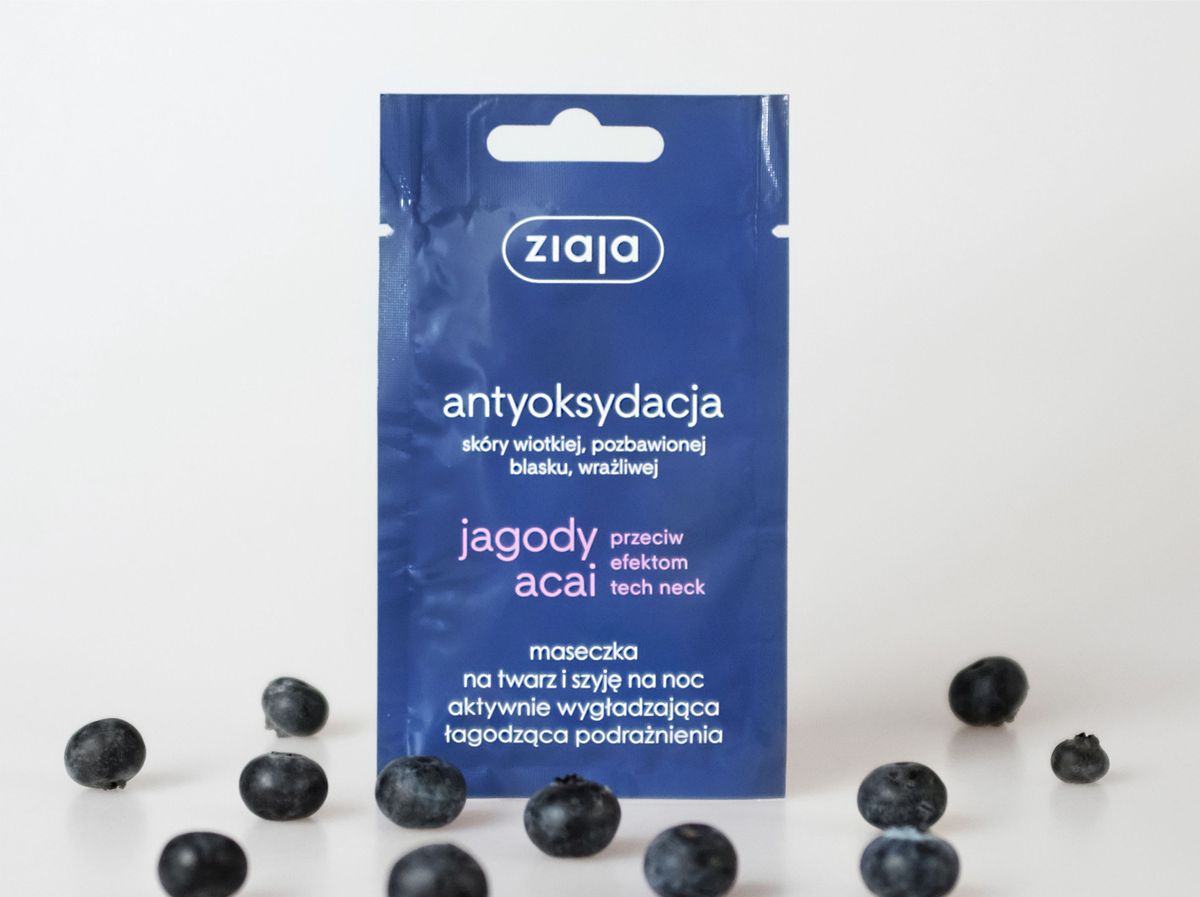 ziaja
antyoksydacja
skóry wiotkiej, pozbawionej
blasku, wrażliwej
jagody
acai
przeciw
efektom
tech neck
maseczka
na twarz i szyję na noc
aktywnie wygładzająca
łagodząca podrażnienia